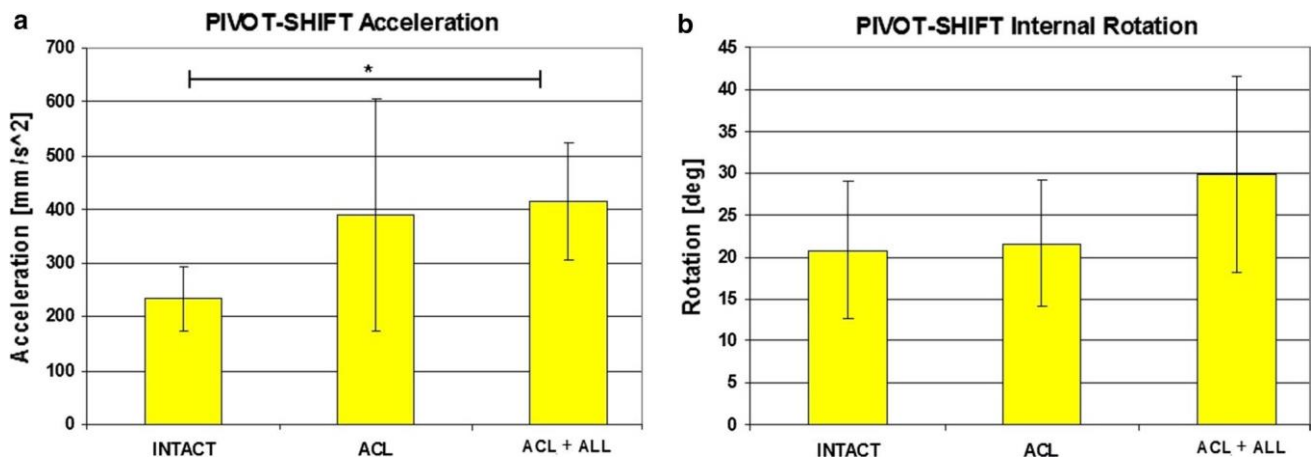 a
PIVOT-SHIFT Acceleration
700
600
500
400
300
200
100
0
Acceleration [mm/s^2]
*
INTACT
ACL
ACL + ALL
b
PIVOT-SHIFT Internal Rotation
45
40
35
30
25
20
15
10
5
0
Rotation [deg]
INTACT
ACL
ACL + ALL